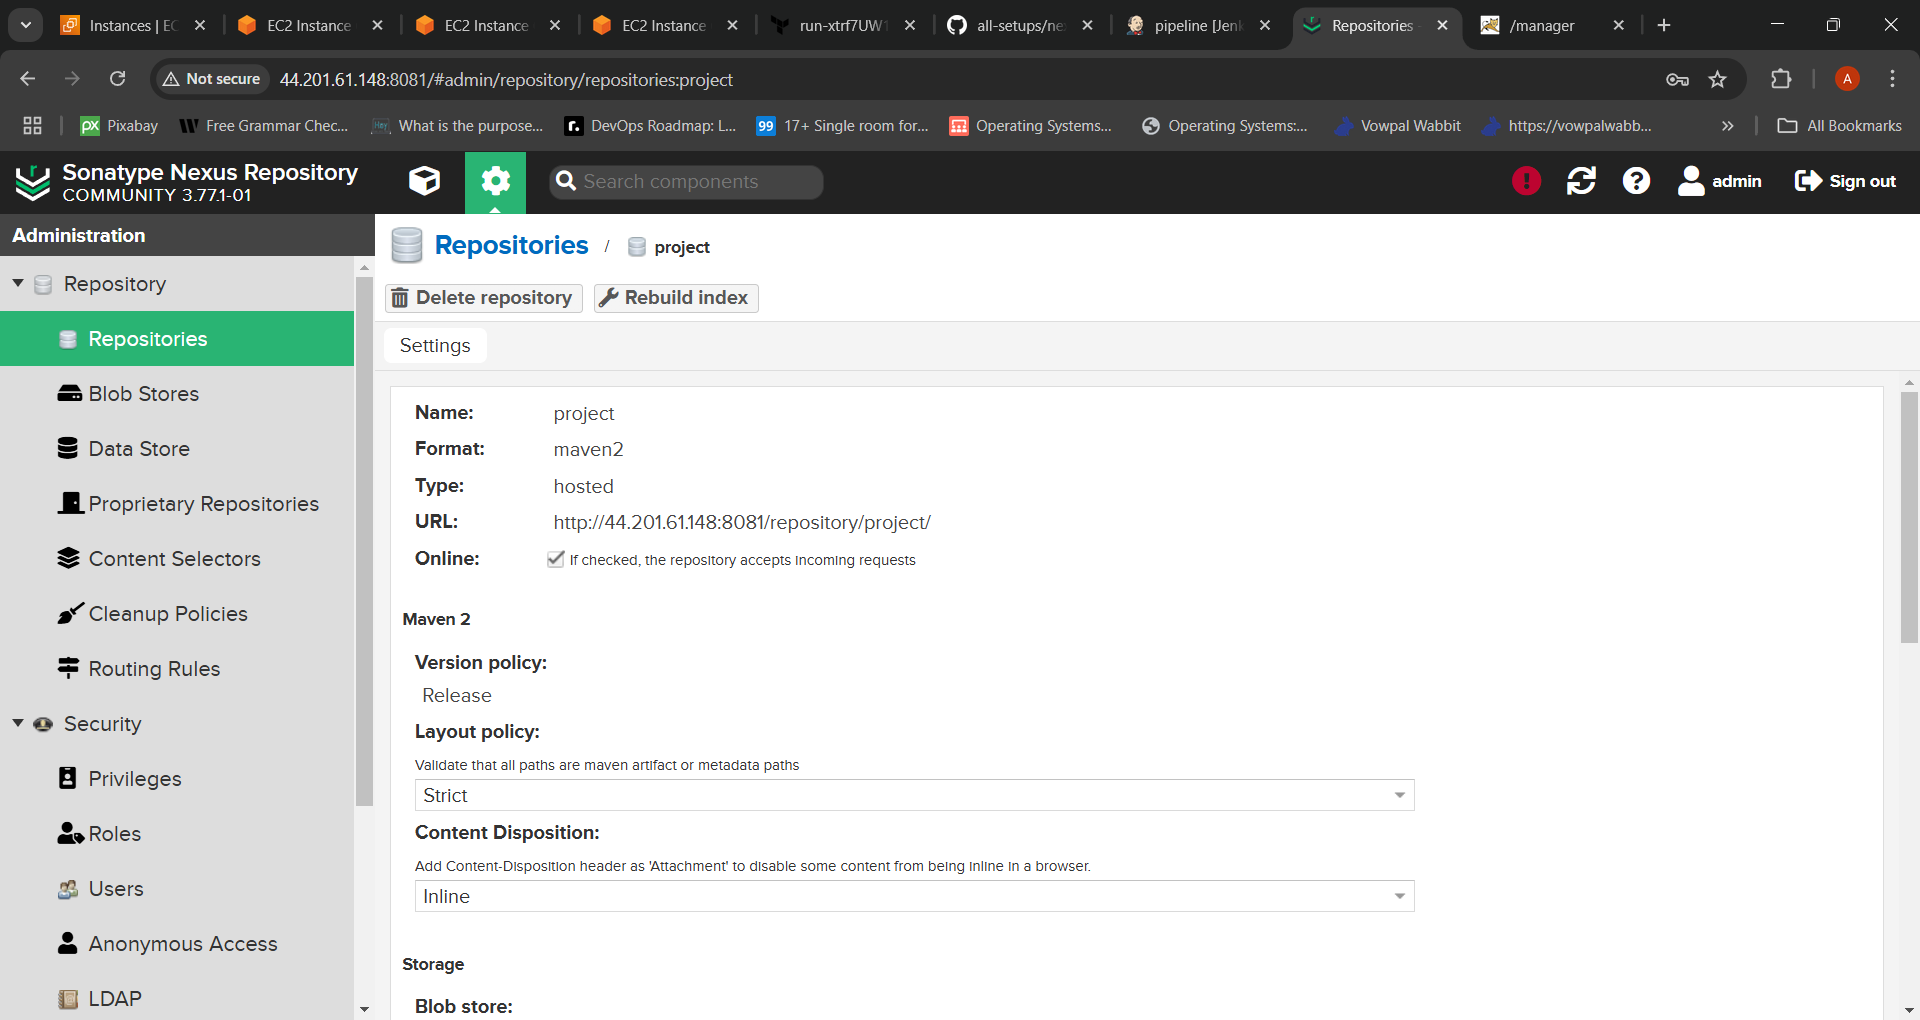 Instances | EC
EC2 Instance
EC2 Instance
EC2 Instance
run-xtrf7UW1
all-setups/ne
pipeline [Jenk
Repositories
/manager
Not secure
44.201.61.148:8081/#admin/repository/repositories:project
A
px
Pixabay
Free Grammar Chec...
Hey
What is the purpose...
r.
DevOps Roadmap: L...
99
17+ Single room for...
Operating Systems...
Operating Systems:...
Vowpal Wabbit
https://vowpalwabb...
»
All Bookmarks
Sonatype Nexus Repository
COMMUNITY 3.77.1-01
Search components
admin
Sign out
Administration
Repository
Repositories
Blob Stores
Data Store
Proprietary Repositories
Content Selectors
Cleanup Policies
Routing Rules
Security
Privileges
Roles
Users
Anonymous Access
LDAP
Repositories / project
Delete repository
Rebuild index
Settings
Name: project
Format: maven2
Type: hosted
URL: http://44.201.61.148:8081/repository/project/
Online: If checked, the repository accepts incoming requests
Maven 2
Version policy:
Release
Layout policy:
Validate that all paths are maven artifact or metadata paths
Strict
Content Disposition:
Add Content-Disposition header as 'Attachment' to disable some content from being inline in a browser.
Inline
Storage
Blob store: